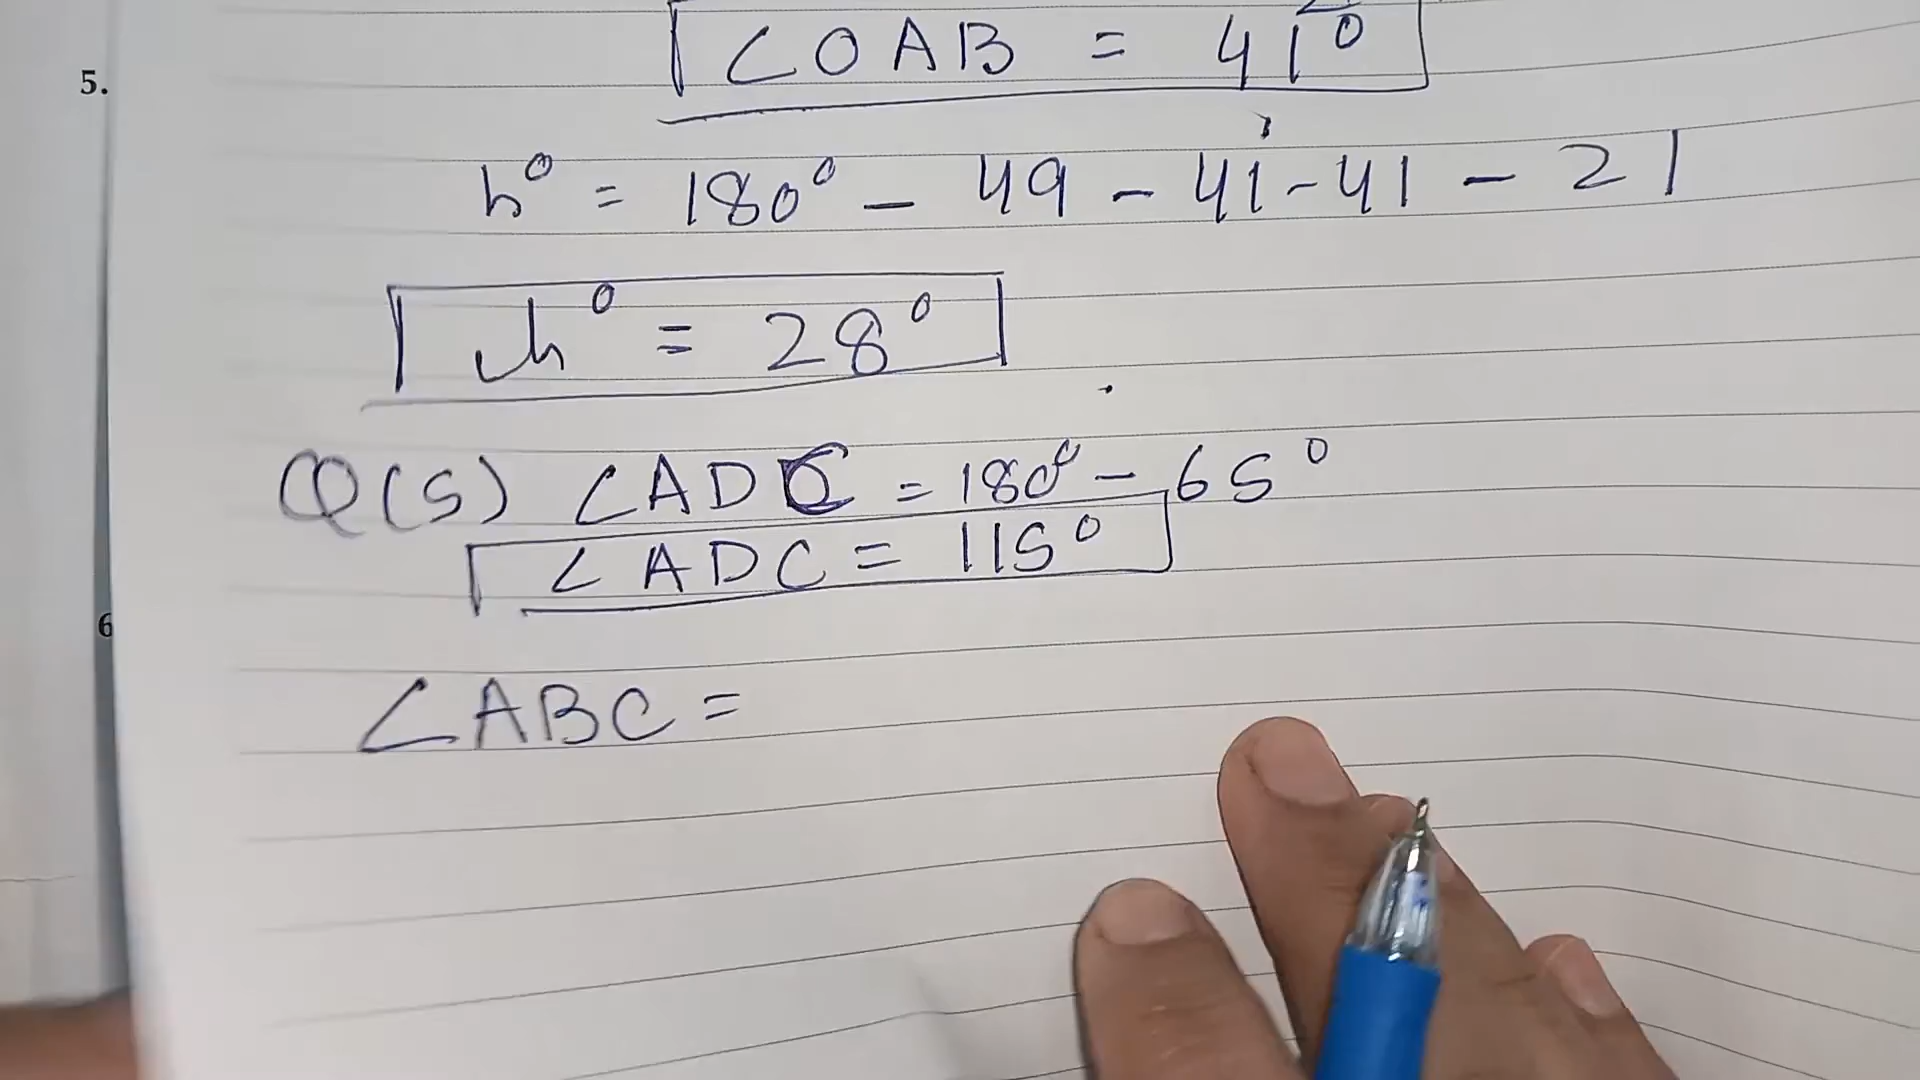 5.
∠OAB = 41°
h° = 180° - 49 - 41 - 41 - 21
h° = 28°
Q(5) ∠ADC = 180° - 65°
∠ADC = 115°
6
∠ABC =